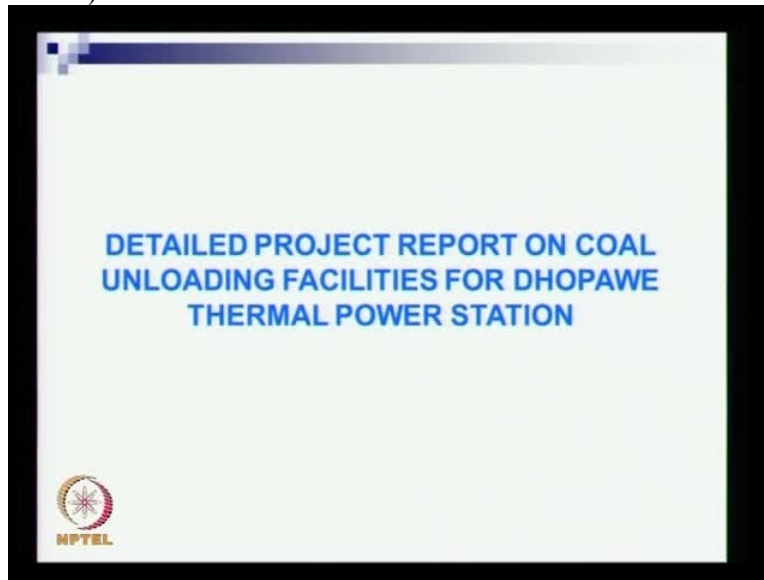 )
DETAILED PROJECT REPORT ON COAL
UNLOADING FACILITIES FOR DHOPAWE
THERMAL POWER STATION
NPTEL